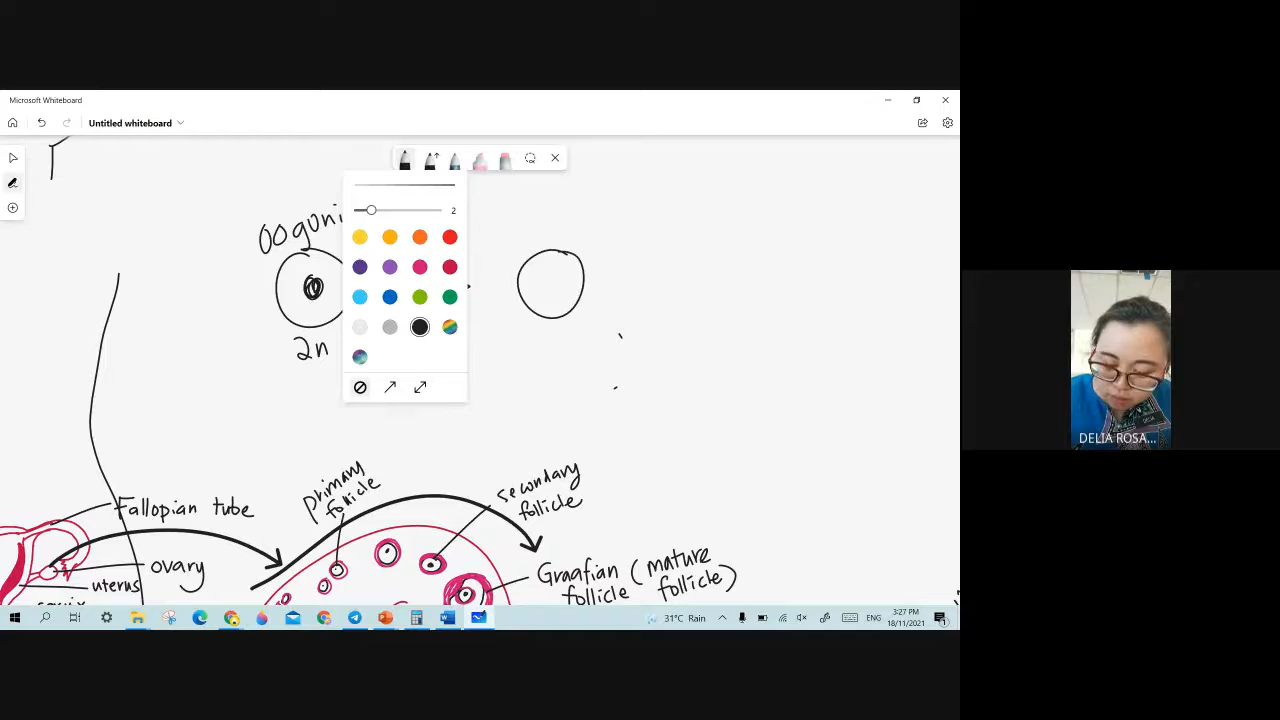 Microsoft Whiteboard
Untitled whiteboard
2
Oogoni
2n
primary
follicle
secondary
follicle
Fallopian tube
ovary
uterus
Graafian (mature
follicle follicle)
DELIA ROSA...
DELIA
31°C Rain
ENG
3:27 PM
18/11/2021